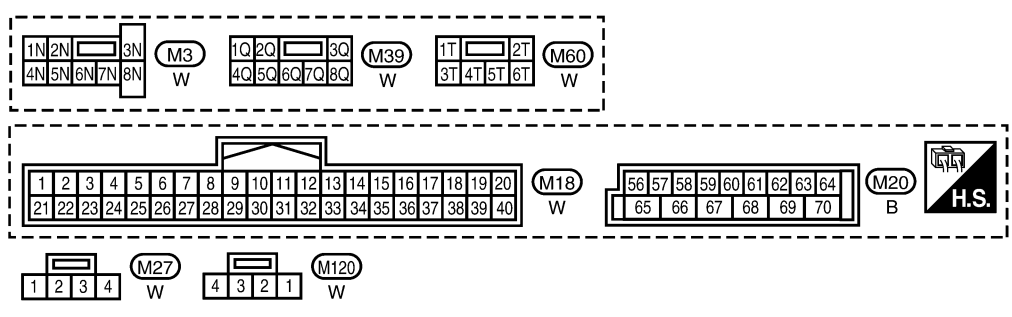 1N 2N 3N M3 1Q 2Q 3Q M39 1T 2T M60
4N 5N 6N 7N 8N W 4Q 5Q 6Q 7Q 8Q W 3T 4T 5T 6T W
1 2 3 4 5 6 7 8 9 10 11 12 13 14 15 16 17 18 19 20 M18 56 57 58 59 60 61 62 63 64 M20
21 22 23 24 25 26 27 28 29 30 31 32 33 34 35 36 37 38 39 40 W 65 66 67 68 69 70 B H.S.
M27 M120
1 2 3 4 W 4 3 2 1 W